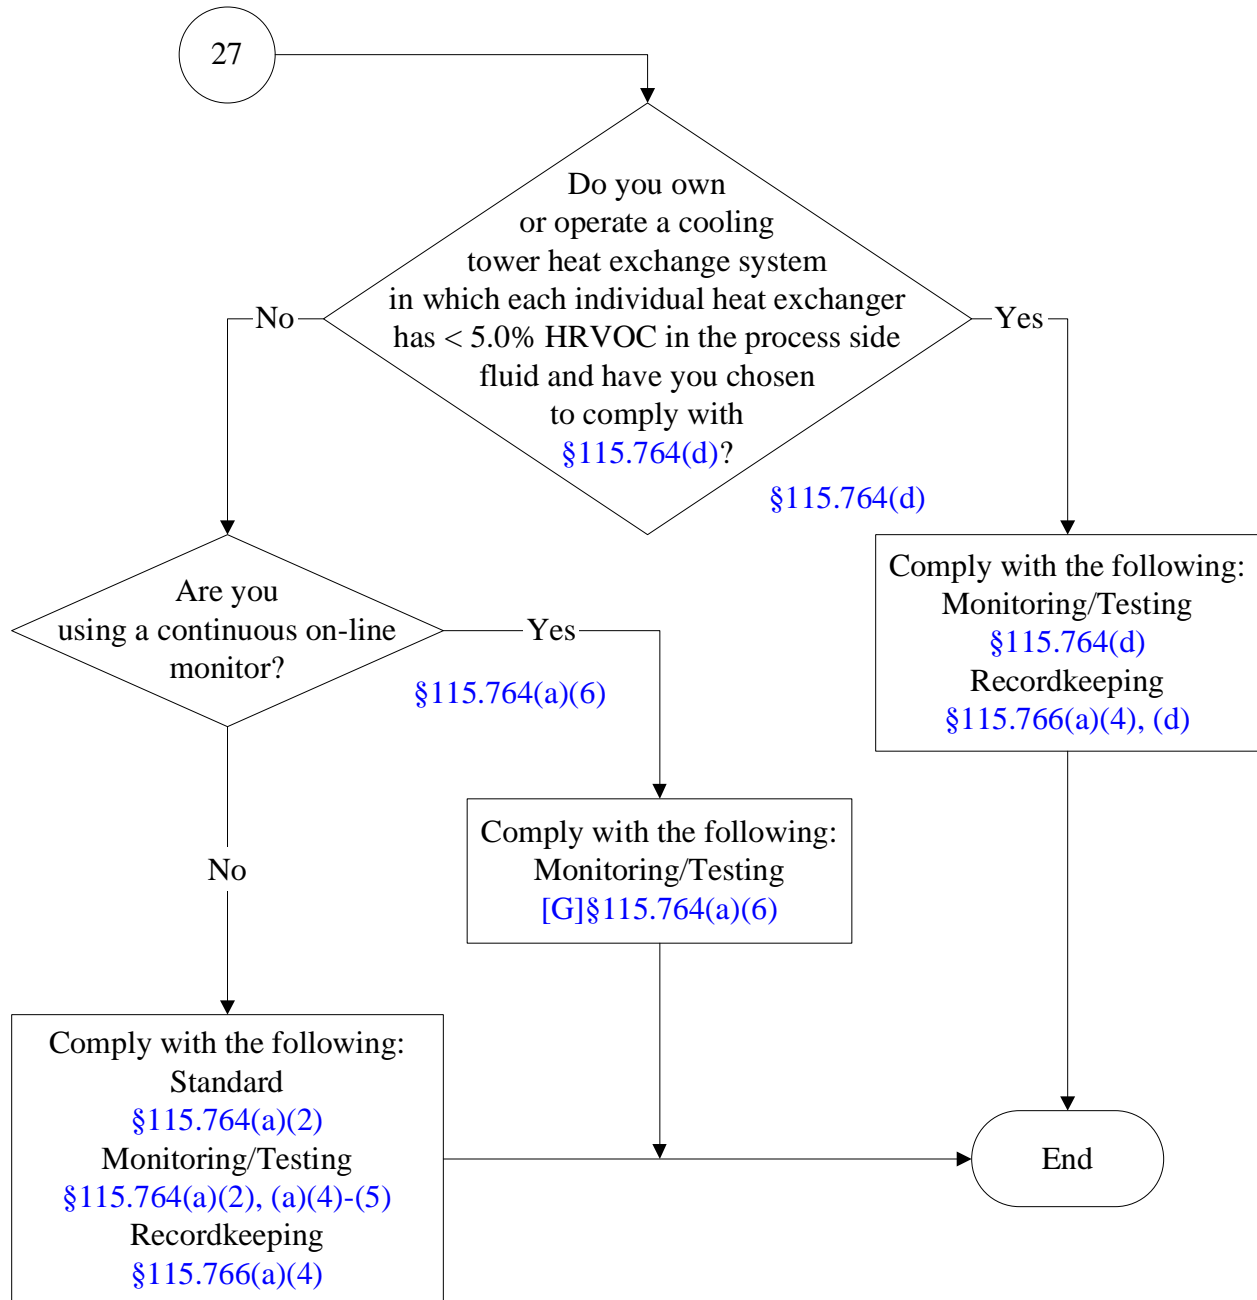 27
Do you own
or operate a cooling
tower heat exchange system
in which each individual heat exchanger
has < 5.0% HRVOC in the process side
fluid and have you chosen
to comply with
§115.764(d)?
No
Yes
§115.764(d)
Are you
using a continuous on-line
monitor?
Yes
§115.764(a)(6)
No
Comply with the following:
Monitoring/Testing
§115.764(d)
Recordkeeping
§115.766(a)(4), (d)
Comply with the following:
Monitoring/Testing
[G]§115.764(a)(6)
Comply with the following:
Standard
§115.764(a)(2)
Monitoring/Testing
§115.764(a)(2), (a)(4)-(5)
Recordkeeping
§115.766(a)(4)
End